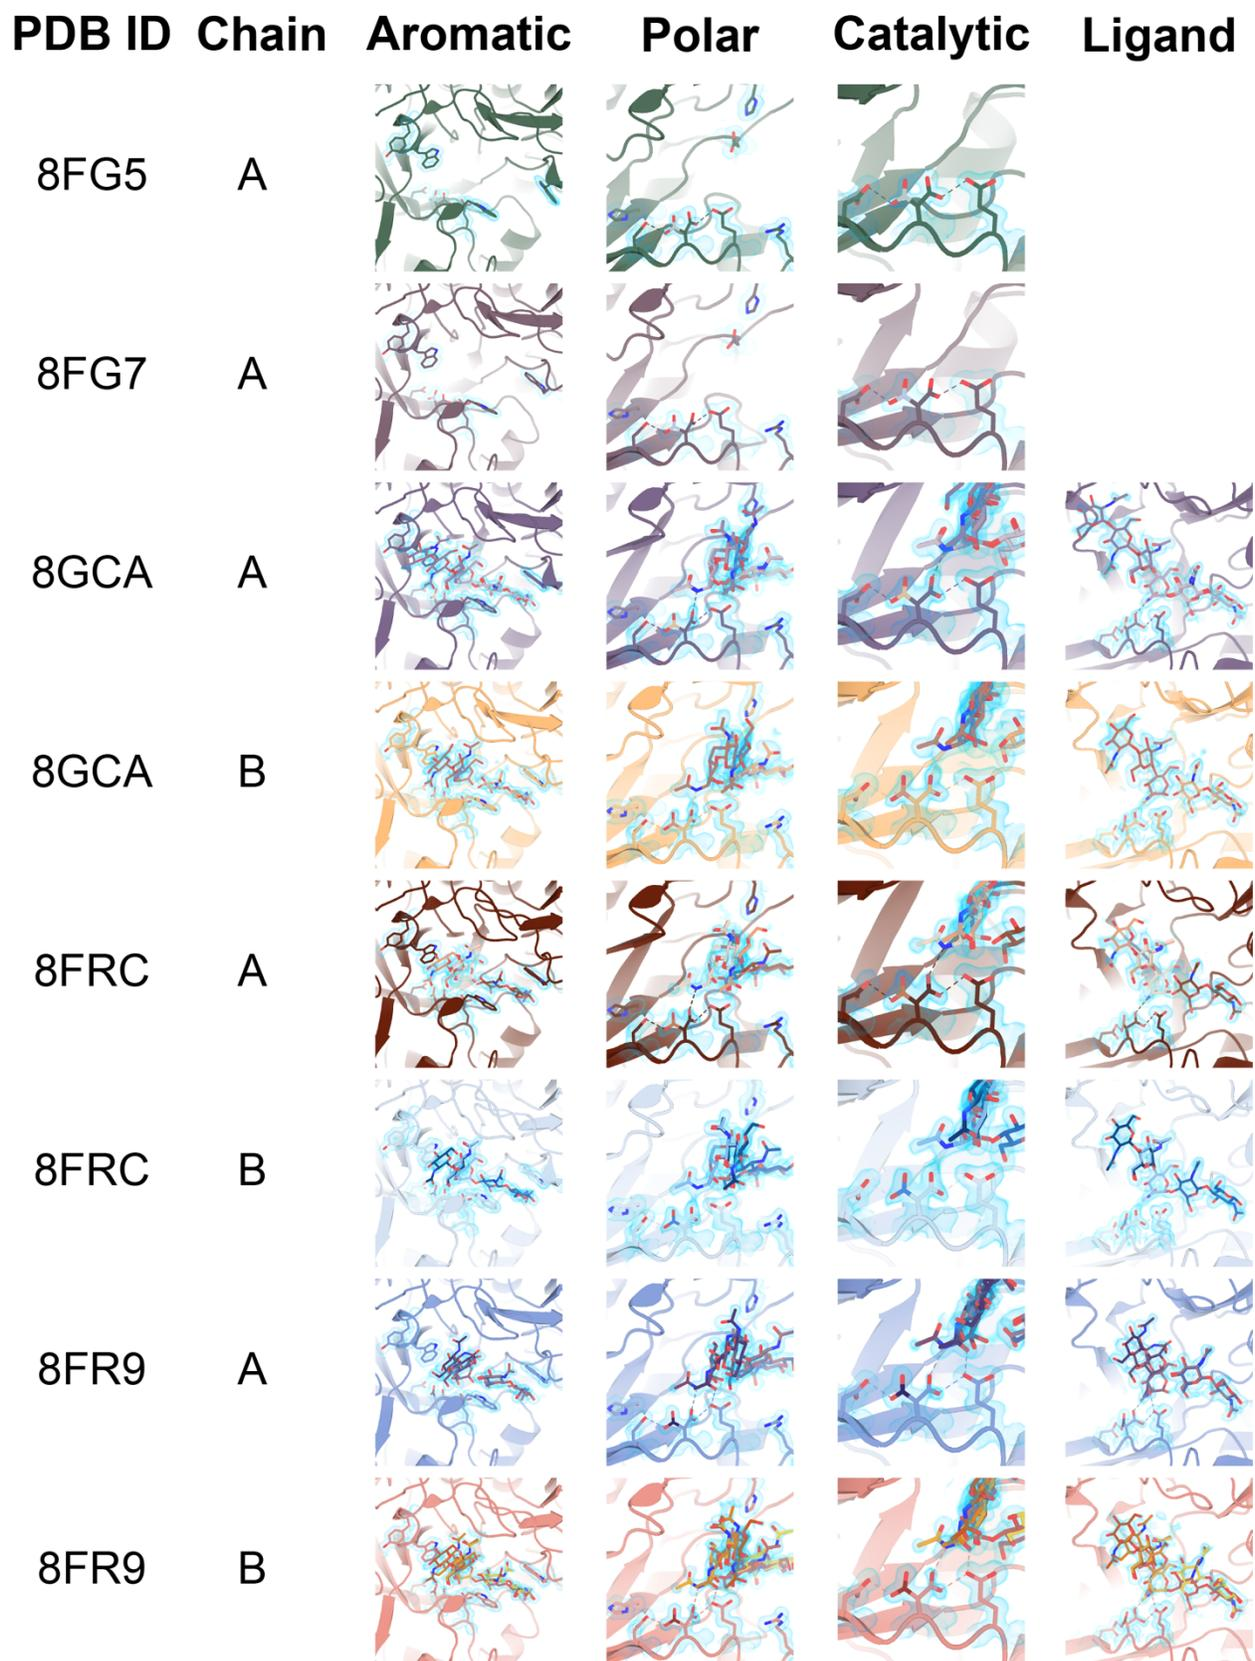 PDB ID Chain Aromatic Polar Catalytic Ligand
8FG5 A
8FG7 A
8GCA A
8GCA B
8FRC A
8FRC B
8FR9 A
8FR9 B